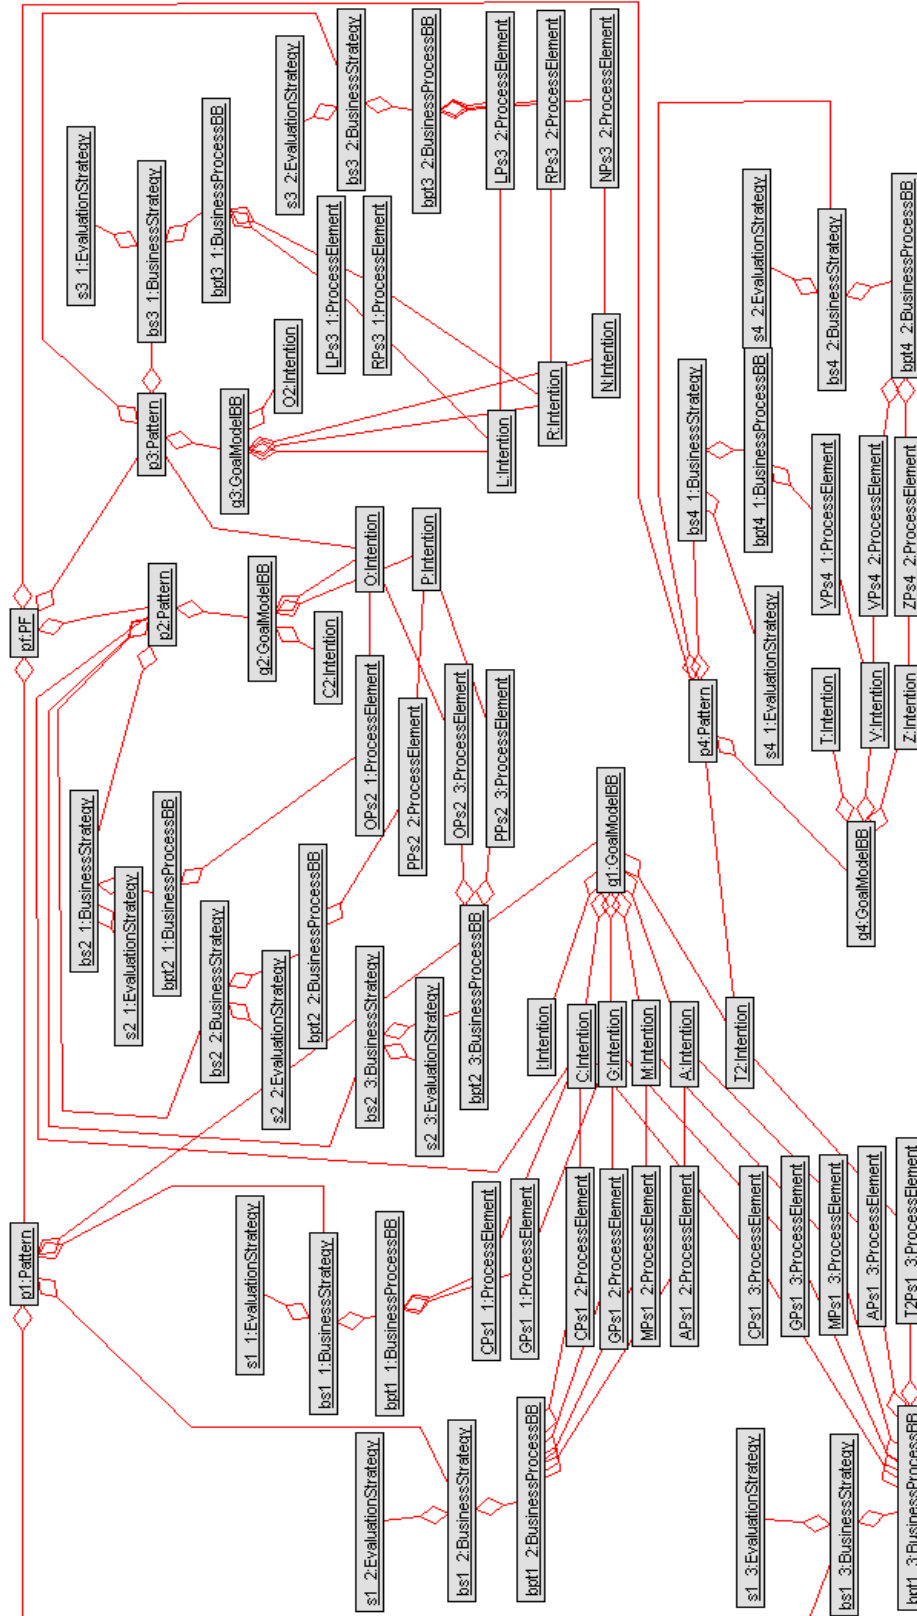 p1:Pattern
pf:PF
bs2_1:BusinessStrategy
s3_1:EvaluationStrategy
s2_1:EvaluationStrategy
p3:Pattern
bs3_1:BusinessStrategy
bpt2_1:BusinessProcessBB
p2:Pattern
bs2_2:BusinessStrategy
bpt3_1:BusinessProcessBB
g3:GoalModelBB
s1_1:EvaluationStrategy
s2_2:EvaluationStrategy
g2:GoalModelBB
O2:Intention
s3_2:EvaluationStrategy
bs1_1:BusinessStrategy
bpt2_2:BusinessProcessBB
C2:Intention
LPs3_1:ProcessElement
bs3_2:BusinessStrategy
s1_2:EvaluationStrategy
bs2_3:BusinessStrategy
OPs2_1:ProcessElement
O:Intention
RPs3_1:ProcessElement
bpt1_1:BusinessProcessBB
s2_3:EvaluationStrategy
PPs2_2:ProcessElement
P:Intention
bpt3_2:BusinessProcessBB
bs1_2:BusinessStrategy
OPs2_3:ProcessElement
bpt2_3:BusinessProcessBB
CPs1_1:ProcessElement
PPs2_3:ProcessElement
L:Intention
LPs3_2:ProcessElement
bpt1_2:BusinessProcessBB
GPs1_1:ProcessElement
I:Intention
R:Intention
RPs3_2:ProcessElement
CPs1_2:ProcessElement
C:Intention
GPs1_2:ProcessElement
G:Intention
g1:GoalModelBB
N:Intention
NPs3_2:ProcessElement
MPs1_2:ProcessElement
M:Intention
APs1_2:ProcessElement
A:Intention
p4:Pattern
bs4_1:BusinessStrategy
s1_3:EvaluationStrategy
CPs1_3:ProcessElement
T2:Intention
s4_1:EvaluationStrategy
bpt4_1:BusinessProcessBB
s4_2:EvaluationStrategy
GPs1_3:ProcessElement
bs1_3:BusinessStrategy
MPs1_3:ProcessElement
T:Intention
VPs4_1:ProcessElement
bs4_2:BusinessStrategy
g4:GoalModelBB
APs1_3:ProcessElement
V:Intention
VPs4_2:ProcessElement
bpt1_3:BusinessProcessBB
T2Ps1_3:ProcessElement
Z:Intention
ZPs4_2:ProcessElement
bpt4_2:BusinessProcessBB